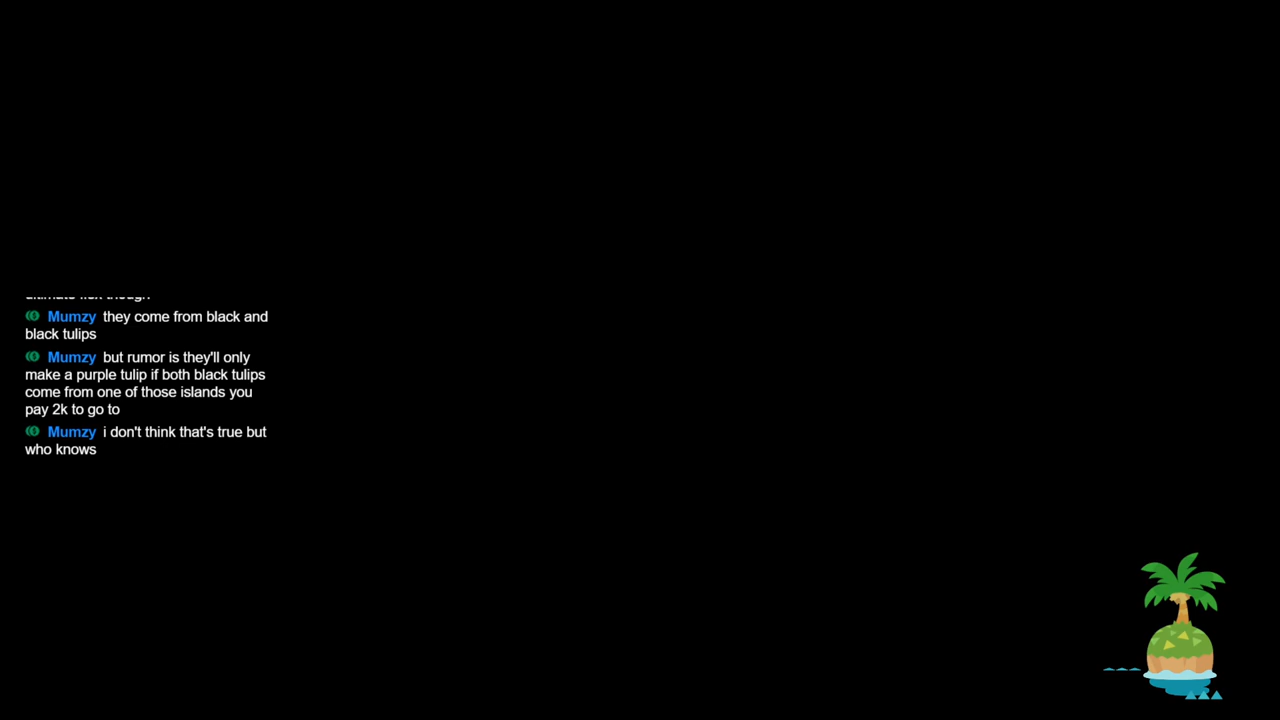 Mumzy they come from black and
black tulips
Mumzy but rumor is they'll only
make a purple tulip if both black tulips
come from one of those islands you
pay 2k to go to
Mumzy i don't think that's true but
who knows